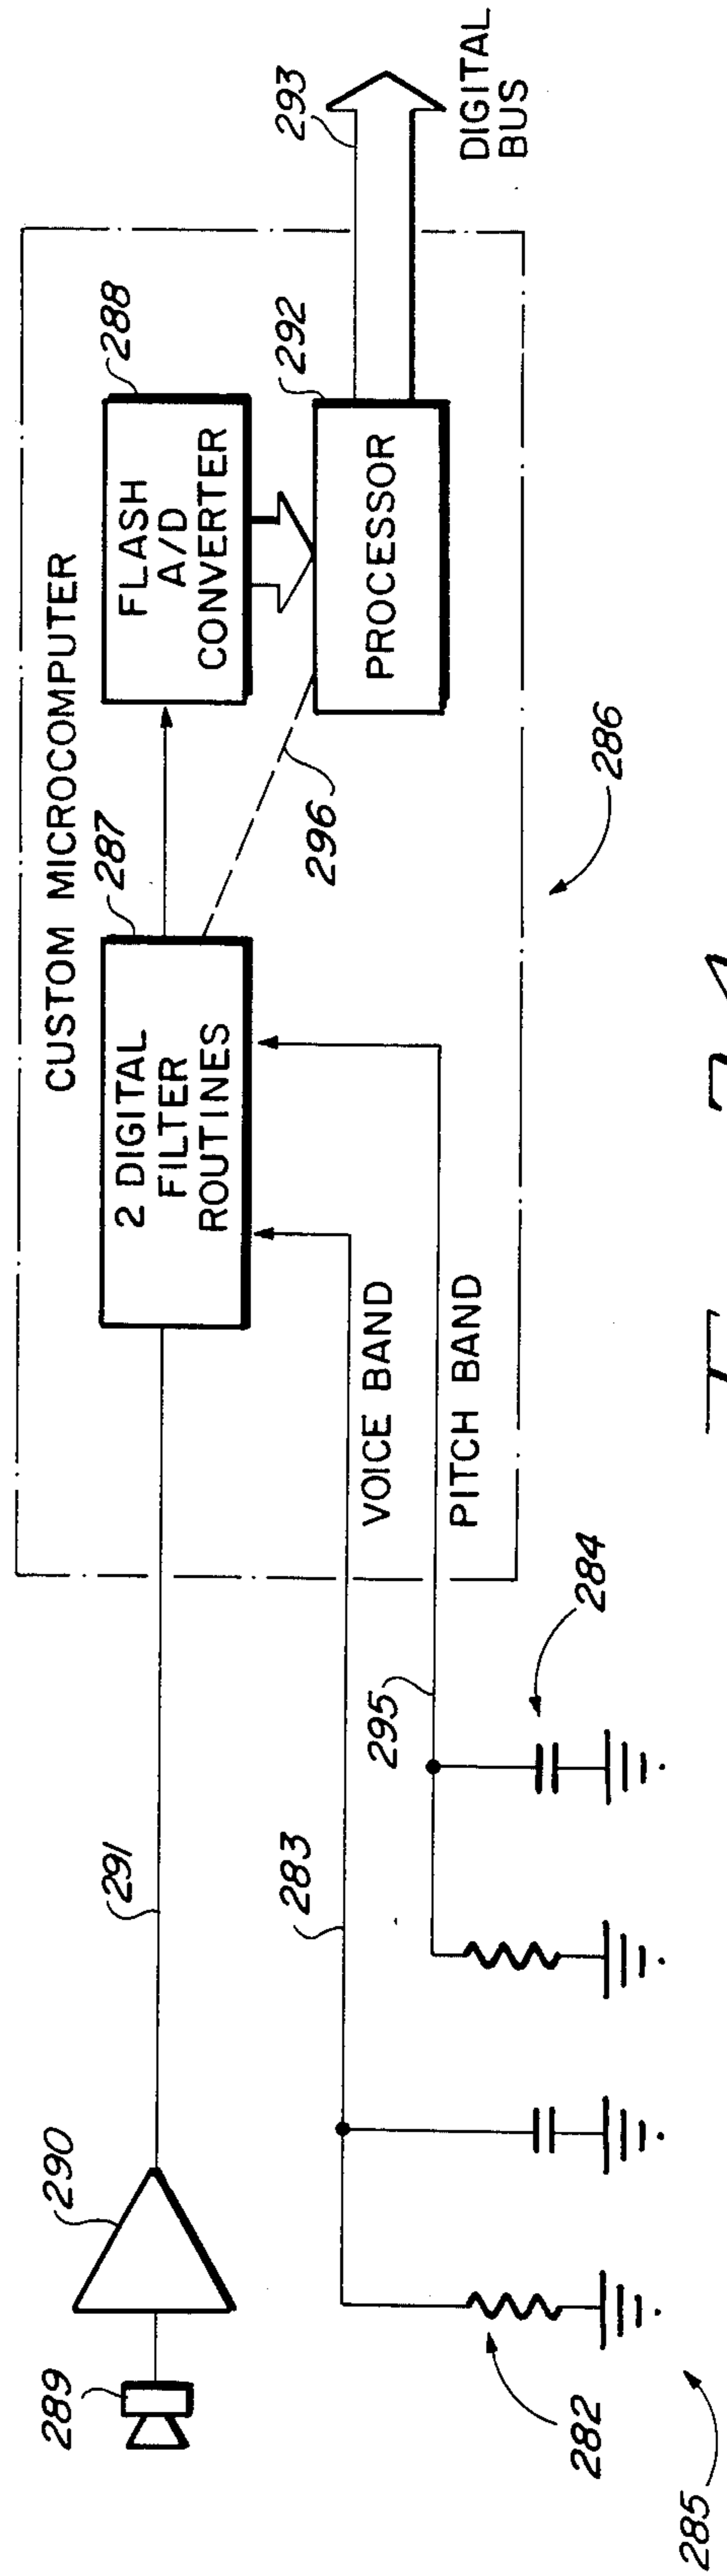 CUSTOM MICROCOMPUTER
289
290
291
287
2 DIGITAL
FILTER
ROUTINES
288
FLASH
A/D
CONVERTER
296
292
PROCESSOR
293
DIGITAL
BUS
283
VOICE BAND
295
PITCH BAND
282
284
286
285